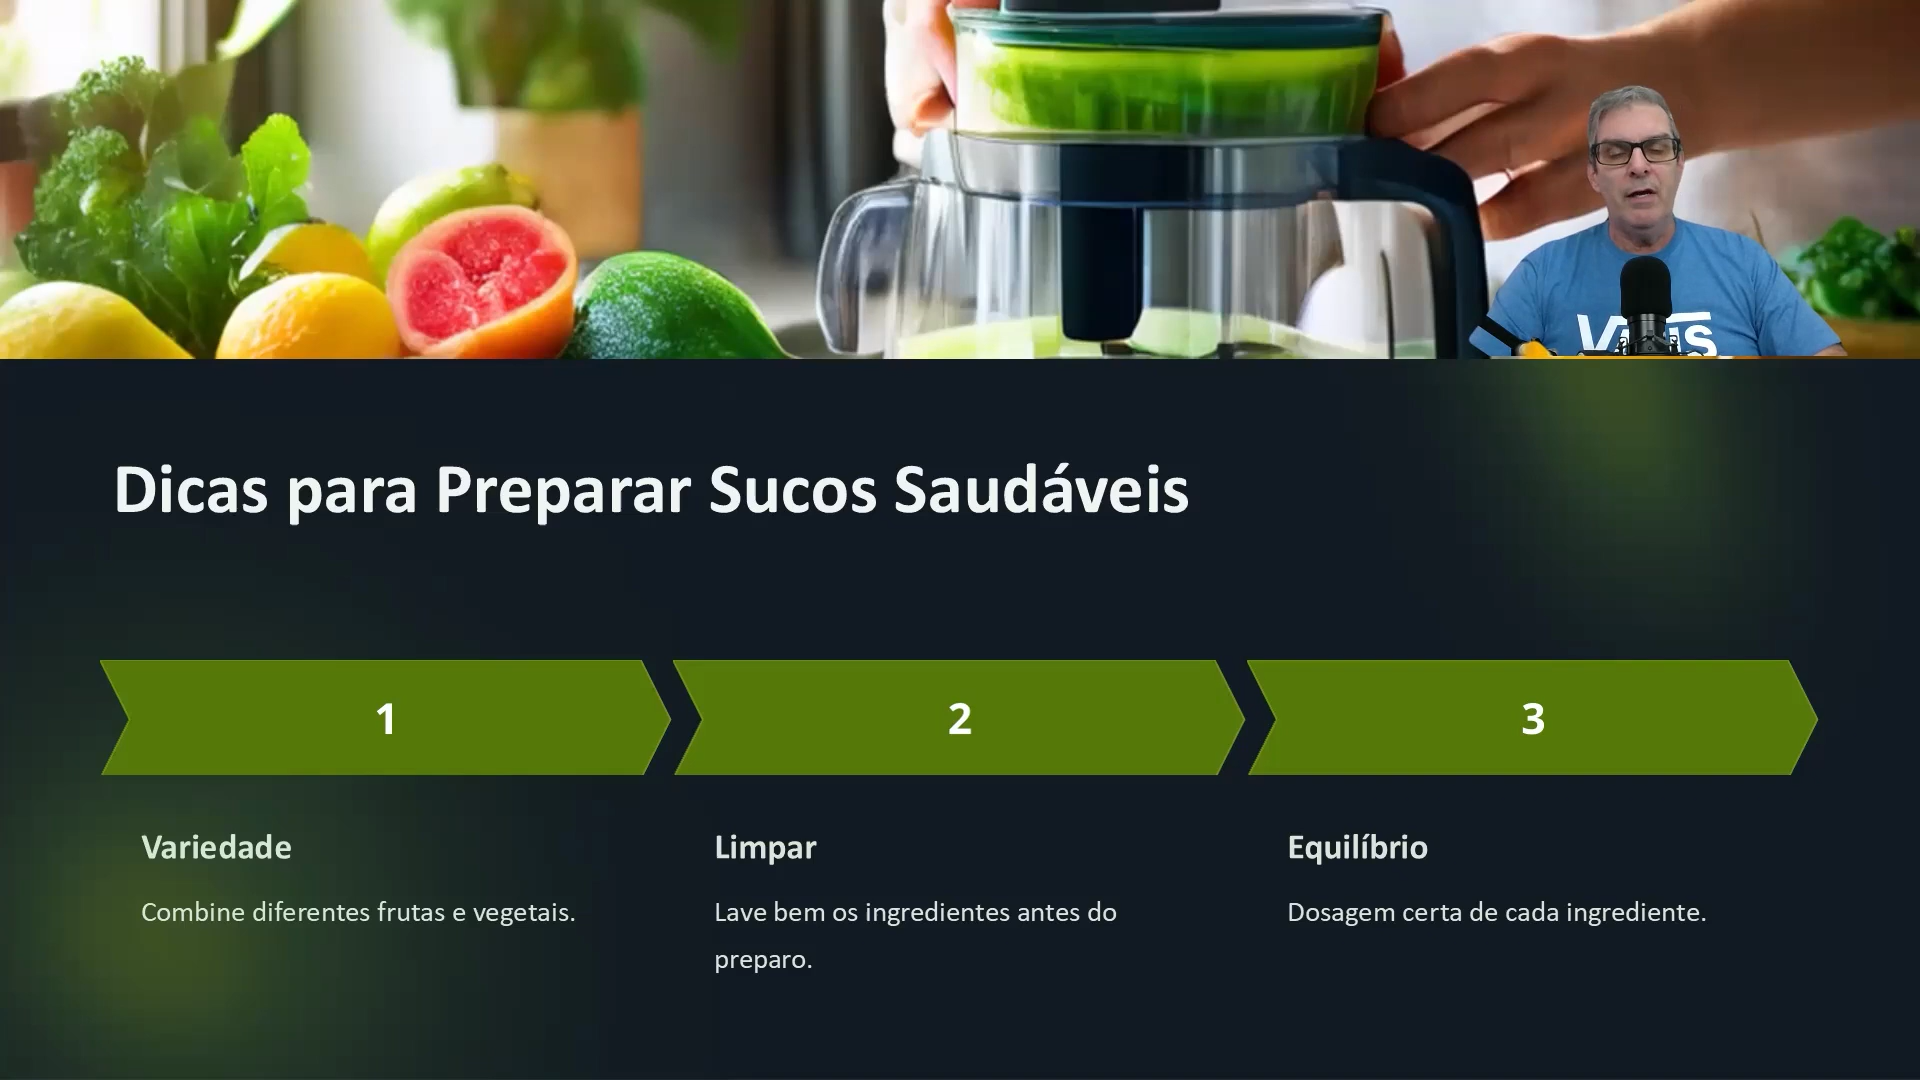 Vans
Dicas para Preparar Sucos Saudáveis
1
2
3
Variedade
Combine diferentes frutas e vegetais.
Limpar
Lave bem os ingredientes antes do
preparo.
Equilíbrio
Dosagem certa de cada ingrediente.